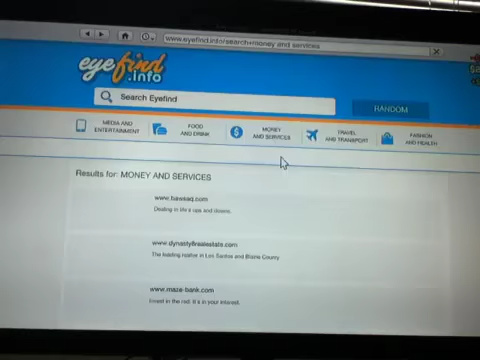 www.eyefind.info/search=money and services
eyefind
.info
Search Eyefind
RANDOM
MEDIA AND
ENTERTAINMENT
FOOD
AND DRINK
MONEY
AND SERVICES
TRAVEL
AND TRANSPORT
FASHION
AND HEALTH
Results for: MONEY AND SERVICES
www.bawsaq.com
Dealing in life's ups and downs.
www.dynasty8realestate.com
The leading realtor in Los Santos and Blaine County
www.maze-bank.com
Invest in the red. It's in your interest.